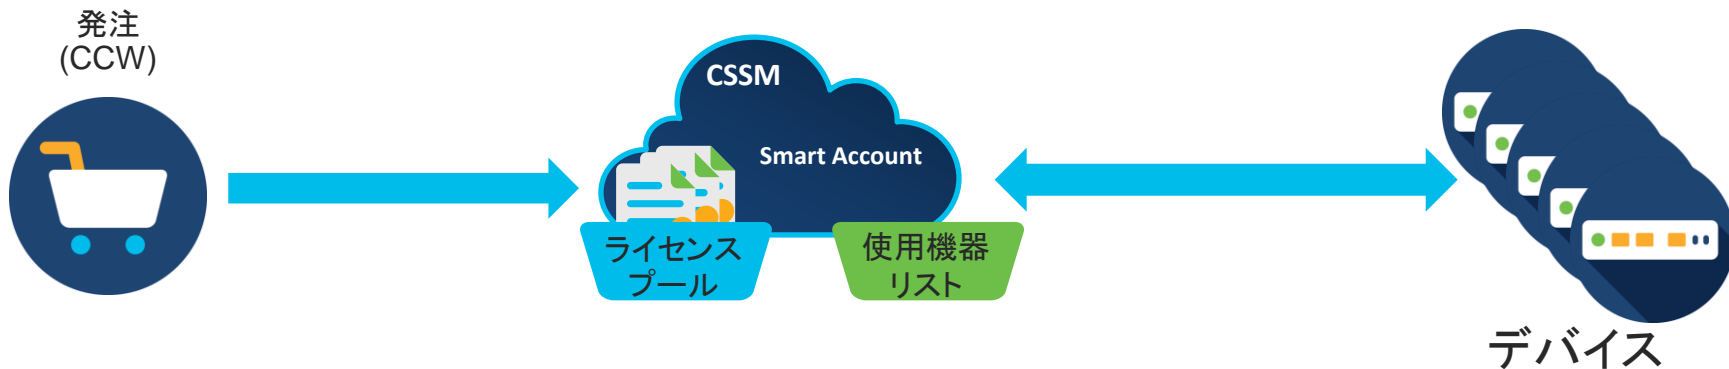 発注
(CCW)
CSSM
Smart Account
ライセンス
プール
使用機器
リスト
デバイス